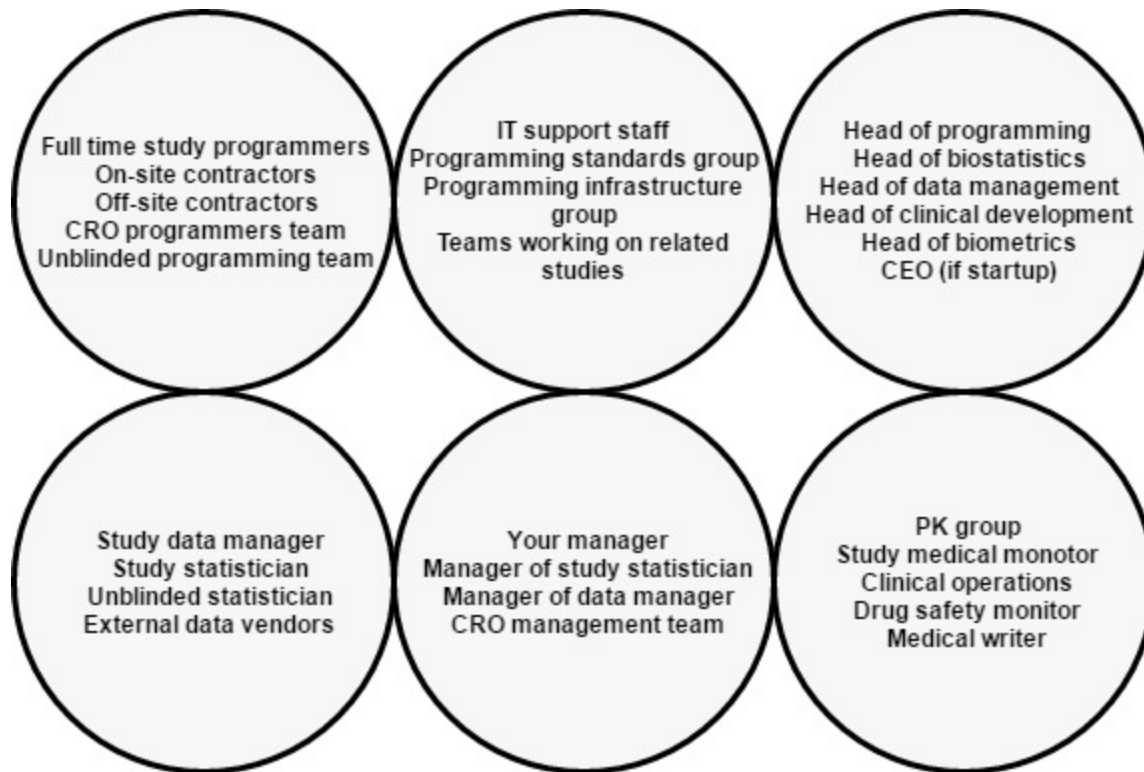 Full time study programmers
On-site contractors
Off-site contractors
CRO programmers team
Unblinded programming team
IT support staff
Programming standards group
Programming infrastructure
group
Teams working on related
studies
Head of programming
Head of biostatistics
Head of data management
Head of clinical development
Head of biometrics
CEO (if startup)
Study data manager
Study statistician
Unblinded statistician
External data vendors
Your manager
Manager of study statistician
Manager of data manager
CRO management team
PK group
Study medical monotor
Clinical operations
Drug safety monitor
Medical writer